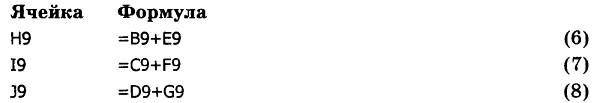 Ячейка Формула
H9 =B9+E9 (6)
I9 =C9+F9 (7)
J9 =D9+G9 (8)